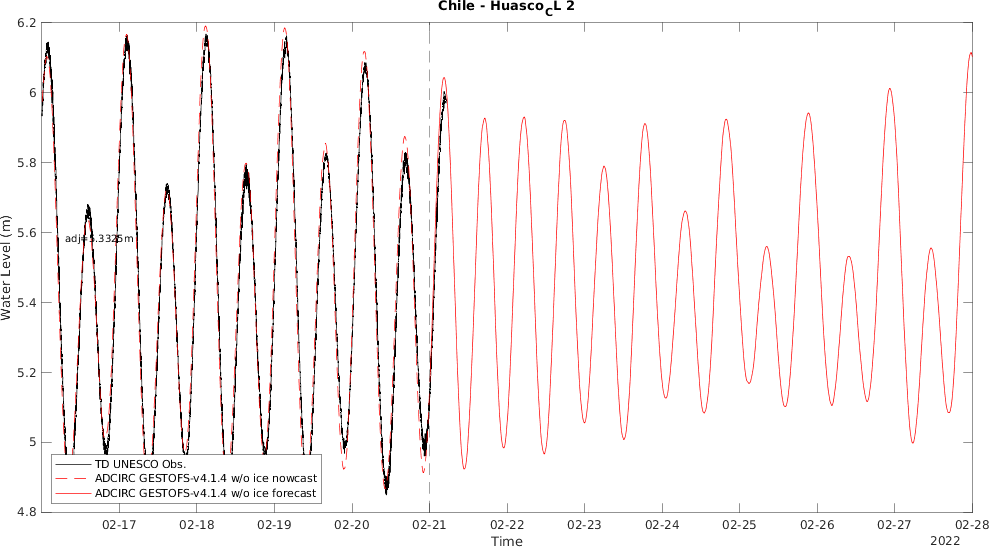 Chile - Huasco_CL 2
6.2
6
5.8
5.6
5.4
5.2
5
4.8
Water Level (m)
adj=5.3325m
TD UNESCO Obs.
ADCIRC GESTOFS-v4.1.4 w/o ice nowcast
ADCIRC GESTOFS-v4.1.4 w/o ice forecast
02-17 02-18 02-19 02-20 02-21 02-22 02-23 02-24 02-25 02-26 02-27 02-28
Time
2022